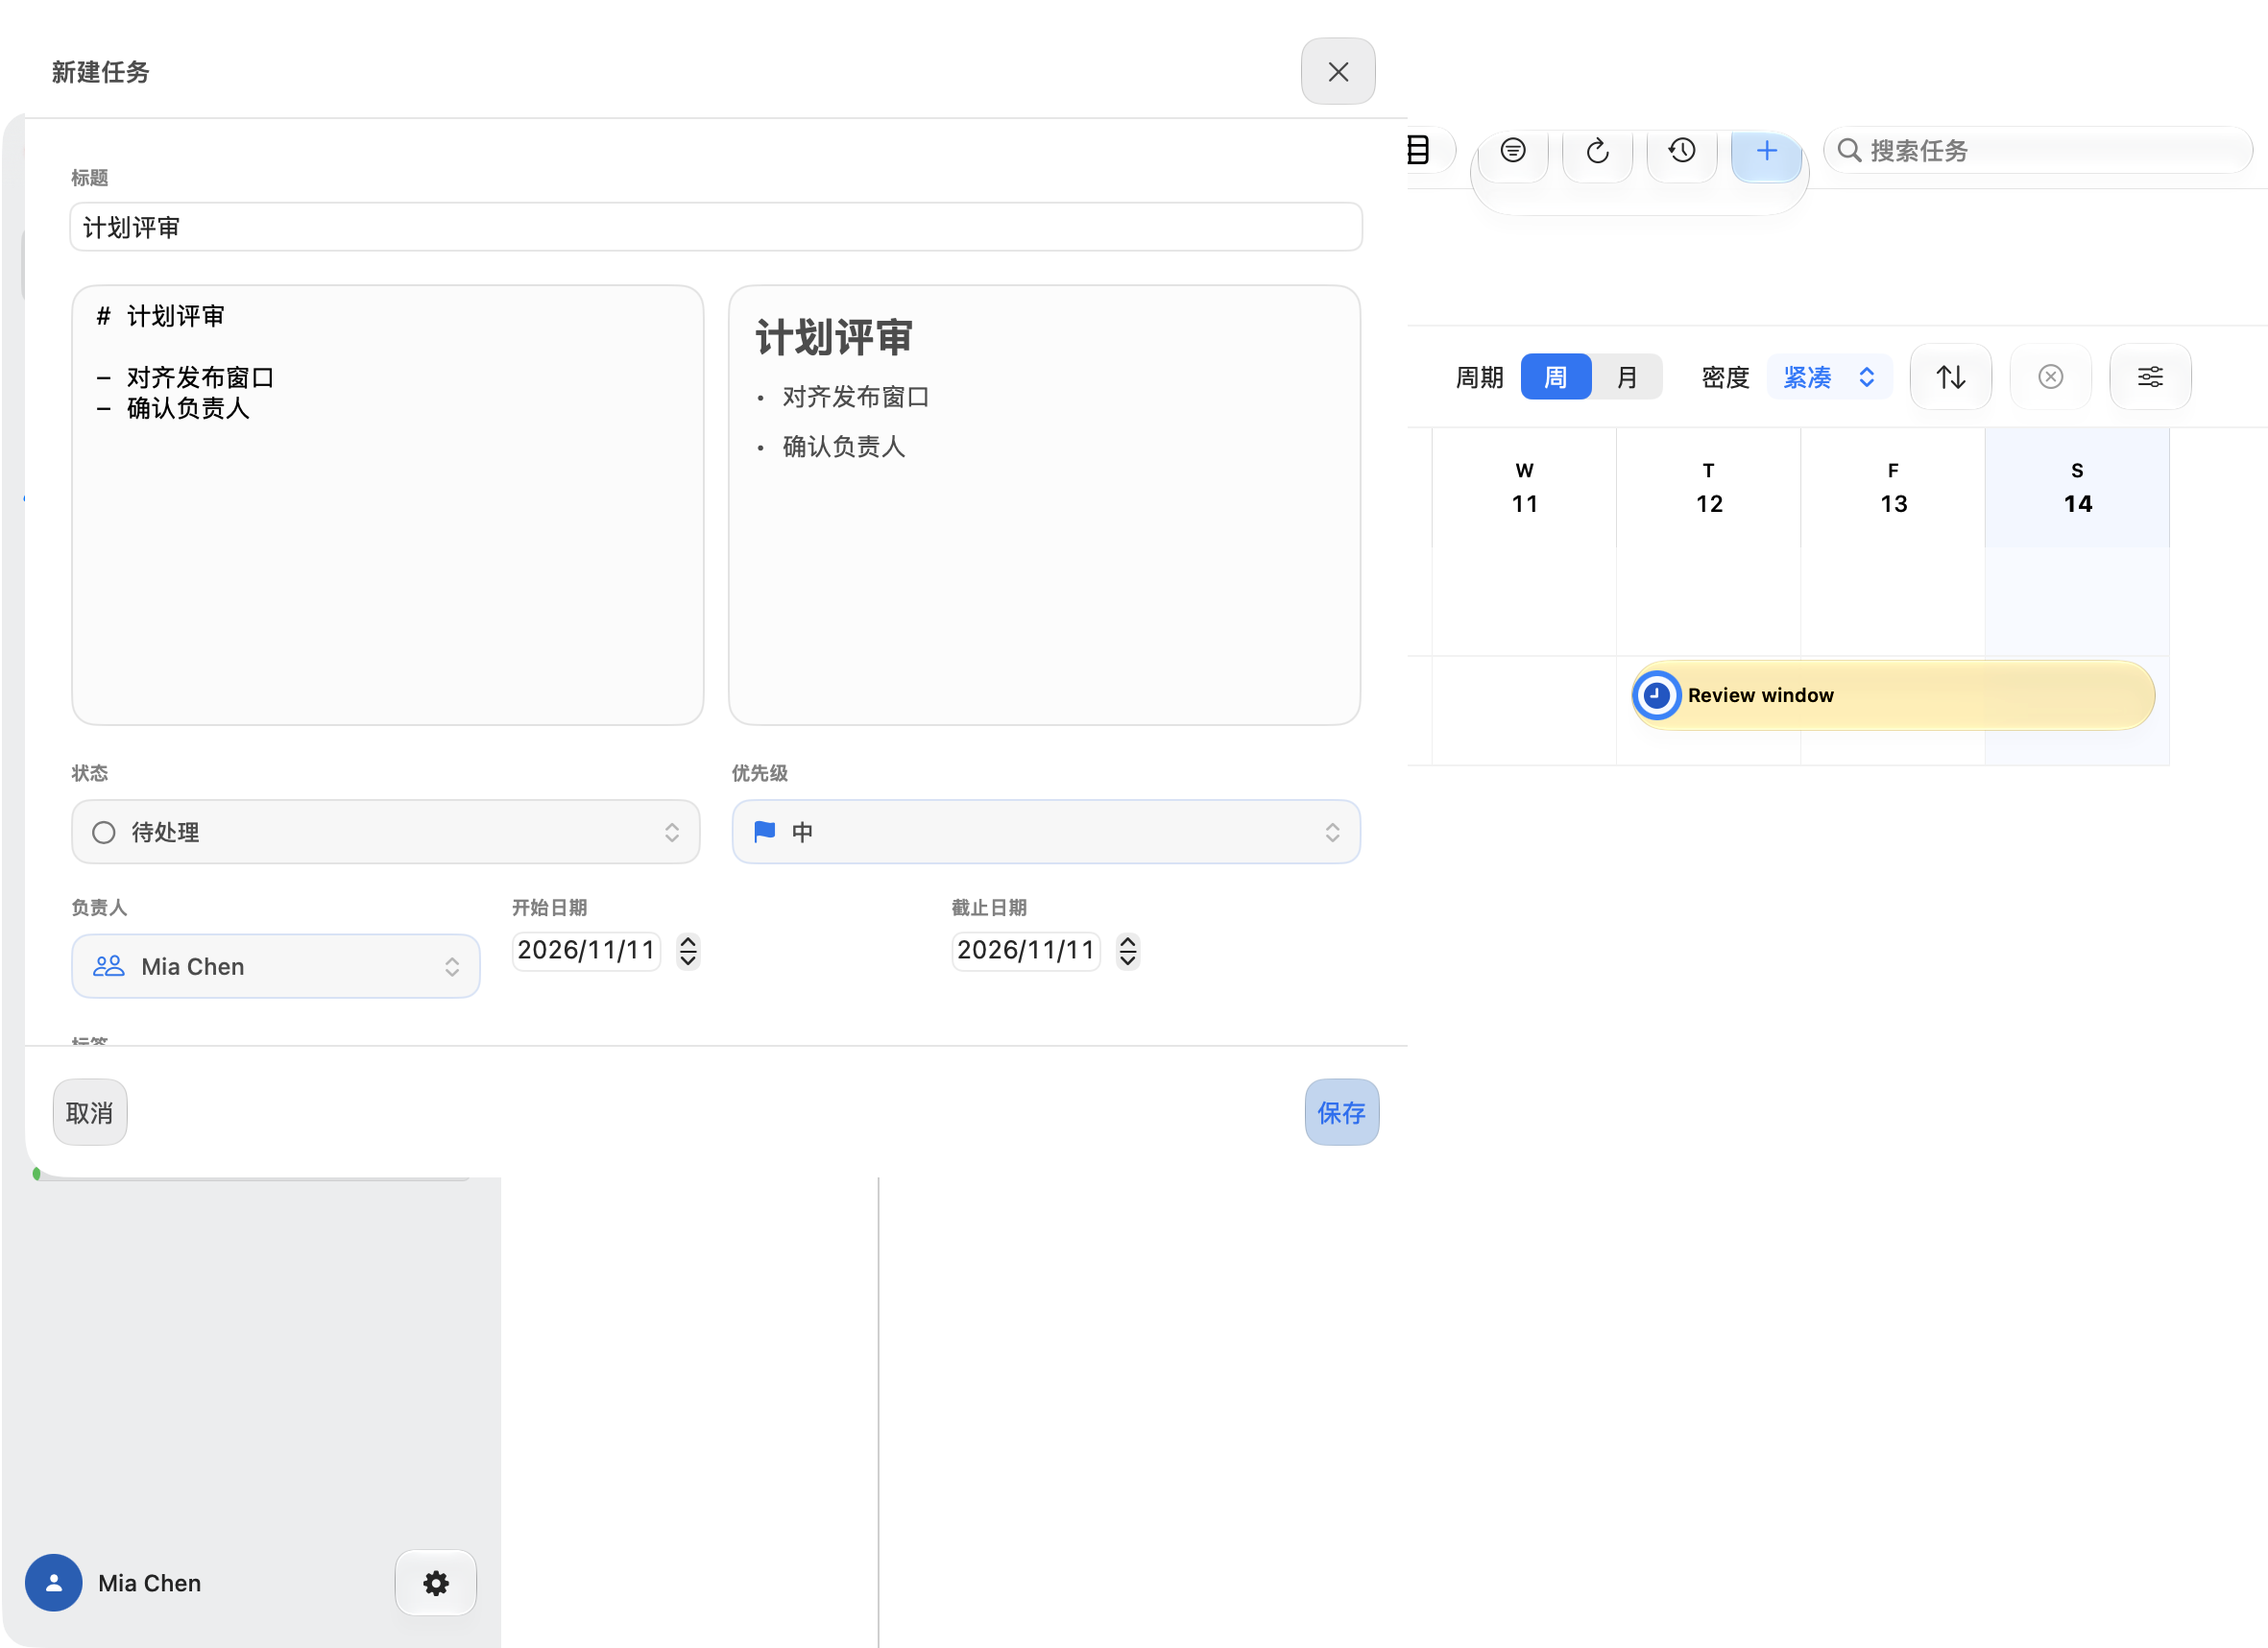 新建任务
标题
计划评审
# 计划评审
- 对齐发布窗口
- 确认负责人
计划评审
• 对齐发布窗口
• 确认负责人
状态
优先级
待处理
中
负责人
开始日期
截止日期
Mia Chen
2026/11/11
2026/11/11
标签
取消
保存
Mia Chen
搜索任务
周期
周
月
密度
紧凑
W
11
T
12
F
13
S
14
Review window